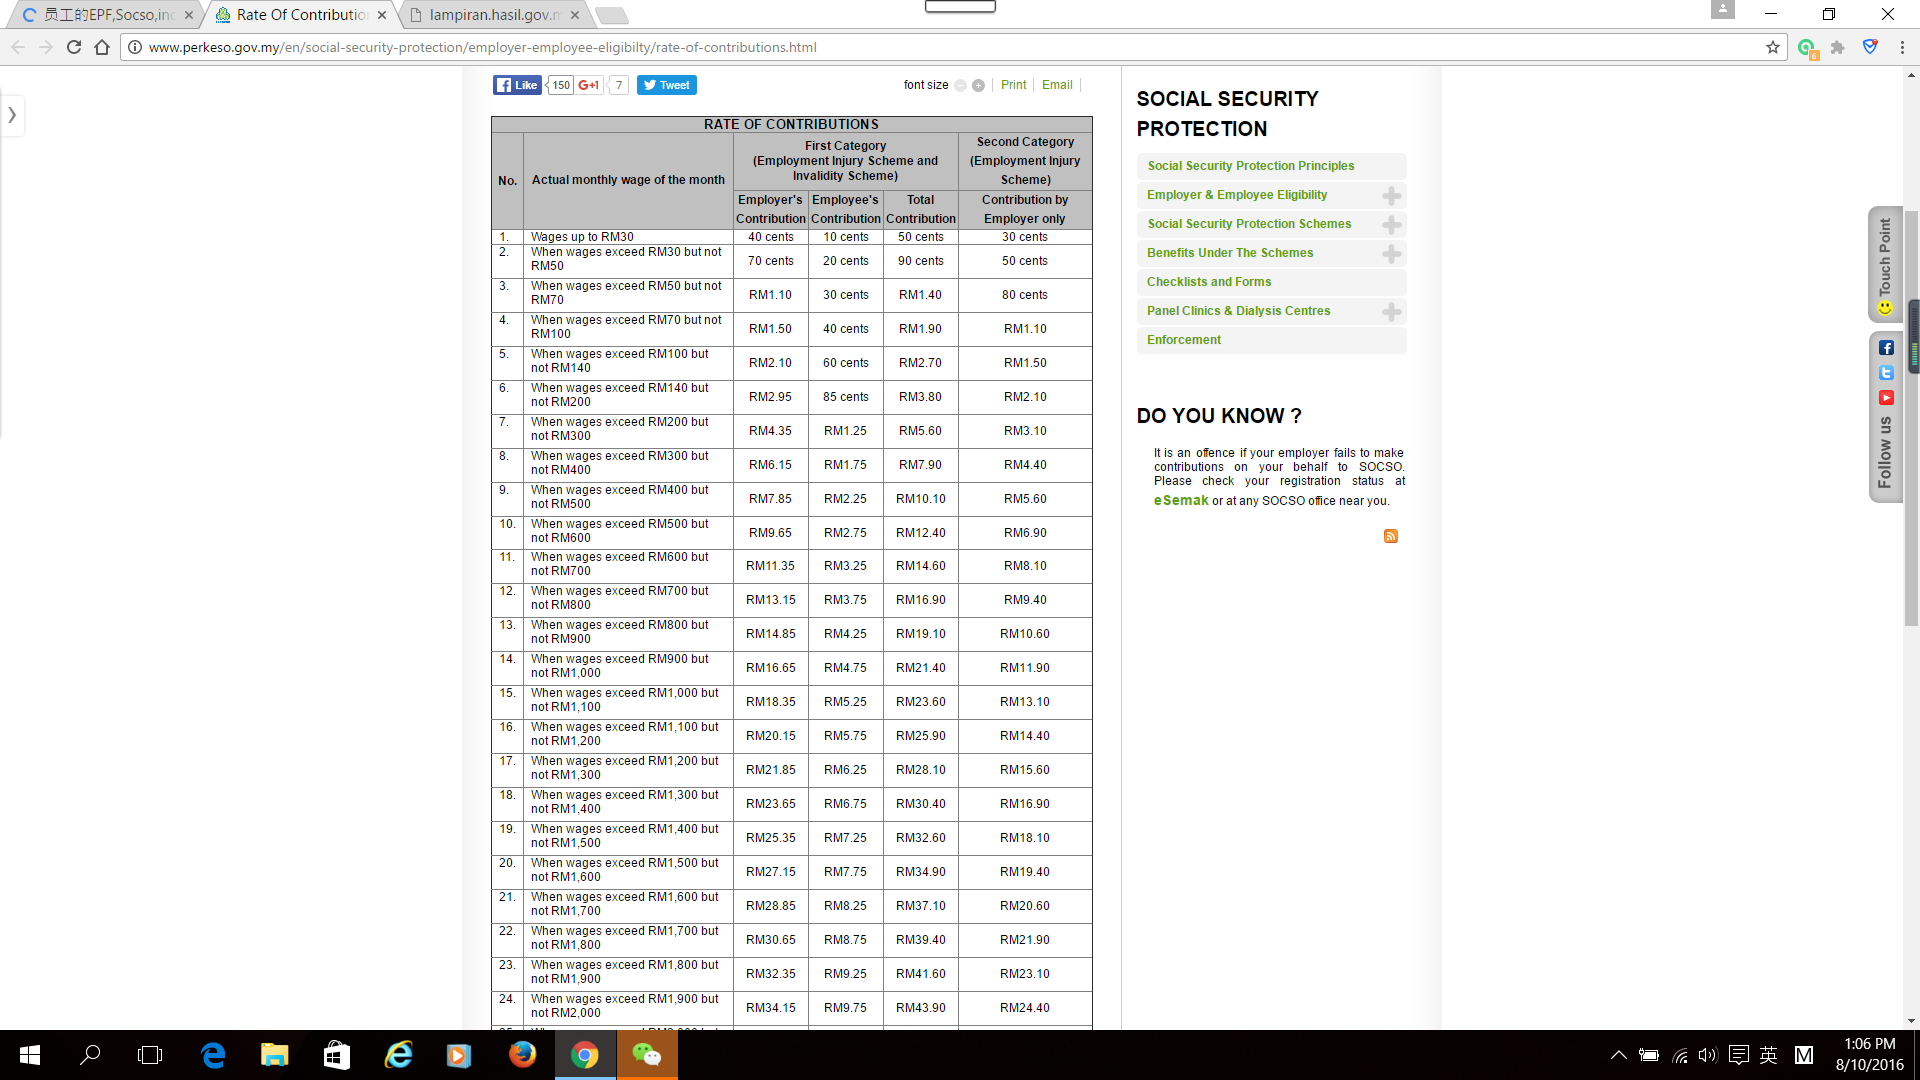 员工的EPF,Socso,inc
Rate Of Contributio
lampiran.hasil.gov.m
www.perkeso.gov.my/en/social-security-protection/employer-employee-eligibilty/rate-of-contributions.html
6
Like 150 G+1 7 Tweet
font size Print Email
RATE OF CONTRIBUTIONS
No.
Actual monthly wage of the month
First Category
(Employment Injury Scheme and
Invalidity Scheme)
Second Category
(Employment Injury
Scheme)
Employer's
Contribution
Employee's
Contribution
Total
Contribution
Contribution by
Employer only
1. Wages up to RM30 40 cents 10 cents 50 cents 30 cents
2. When wages exceed RM30 but not
RM50 70 cents 20 cents 90 cents 50 cents
3. When wages exceed RM50 but not
RM70 RM1.10 30 cents RM1.40 80 cents
4. When wages exceed RM70 but not
RM100 RM1.50 40 cents RM1.90 RM1.10
5. When wages exceed RM100 but
not RM140 RM2.10 60 cents RM2.70 RM1.50
6. When wages exceed RM140 but
not RM200 RM2.95 85 cents RM3.80 RM2.10
7. When wages exceed RM200 but
not RM300 RM4.35 RM1.25 RM5.60 RM3.10
8. When wages exceed RM300 but
not RM400 RM6.15 RM1.75 RM7.90 RM4.40
9. When wages exceed RM400 but
not RM500 RM7.85 RM2.25 RM10.10 RM5.60
10. When wages exceed RM500 but
not RM600 RM9.65 RM2.75 RM12.40 RM6.90
11. When wages exceed RM600 but
not RM700 RM11.35 RM3.25 RM14.60 RM8.10
12. When wages exceed RM700 but
not RM800 RM13.15 RM3.75 RM16.90 RM9.40
13. When wages exceed RM800 but
not RM900 RM14.85 RM4.25 RM19.10 RM10.60
14. When wages exceed RM900 but
not RM1,000 RM16.65 RM4.75 RM21.40 RM11.90
15. When wages exceed RM1,000 but
not RM1,100 RM18.35 RM5.25 RM23.60 RM13.10
16. When wages exceed RM1,100 but
not RM1,200 RM20.15 RM5.75 RM25.90 RM14.40
17. When wages exceed RM1,200 but
not RM1,300 RM21.85 RM6.25 RM28.10 RM15.60
18. When wages exceed RM1,300 but
not RM1,400 RM23.65 RM6.75 RM30.40 RM16.90
19. When wages exceed RM1,400 but
not RM1,500 RM25.35 RM7.25 RM32.60 RM18.10
20. When wages exceed RM1,500 but
not RM1,600 RM27.15 RM7.75 RM34.90 RM19.40
21. When wages exceed RM1,600 but
not RM1,700 RM28.85 RM8.25 RM37.10 RM20.60
22. When wages exceed RM1,700 but
not RM1,800 RM30.65 RM8.75 RM39.40 RM21.90
23. When wages exceed RM1,800 but
not RM1,900 RM32.35 RM9.25 RM41.60 RM23.10
24. When wages exceed RM1,900 but
not RM2,000 RM34.15 RM9.75 RM43.90 RM24.40
SOCIAL SECURITY
PROTECTION
Social Security Protection Principles
Employer & Employee Eligibility
Social Security Protection Schemes
Benefits Under The Schemes
Checklists and Forms
Panel Clinics & Dialysis Centres
Enforcement
DO YOU KNOW ?
It is an offence if your employer fails to make
contributions on your behalf to SOCSO.
Please check your registration status at
eSemak or at any SOCSO office near you.
Touch Point
Follow us
英 M
1:06 PM
8/10/2016